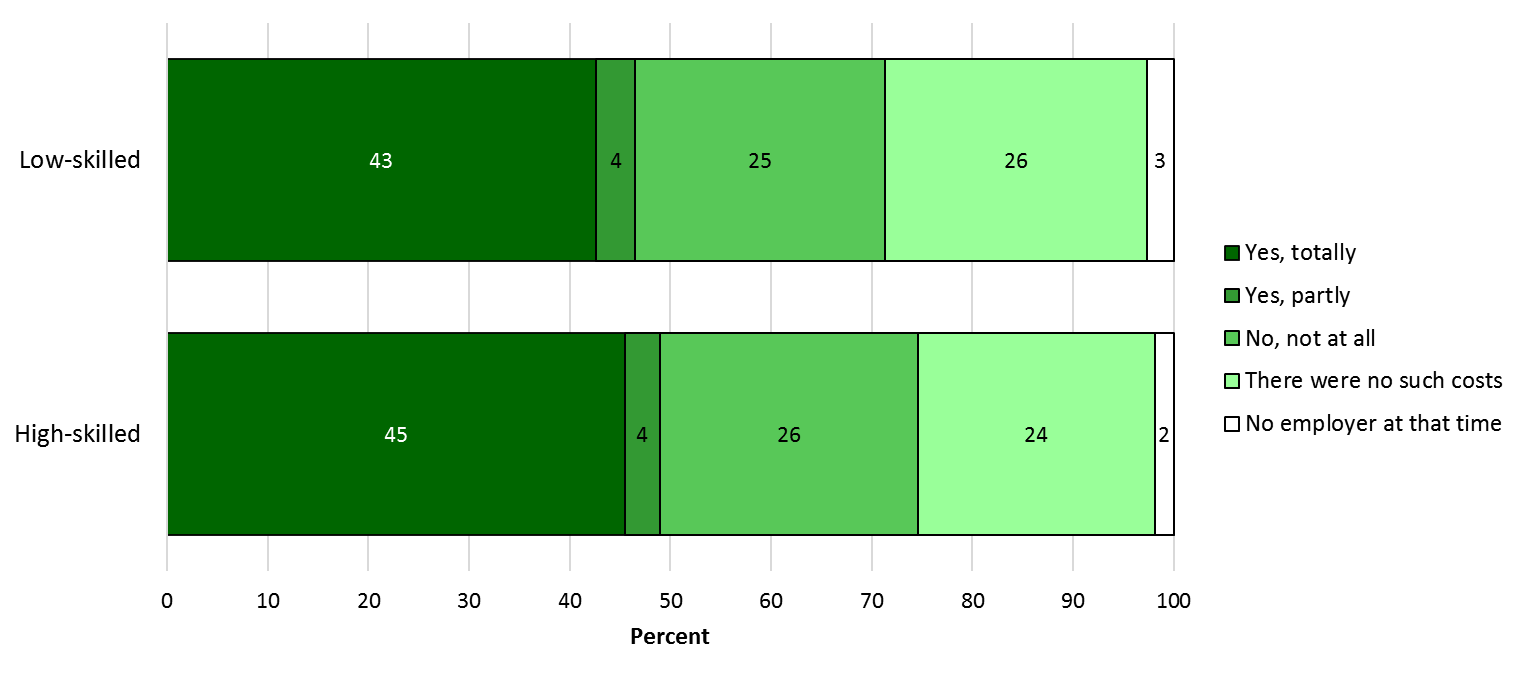 Low-skilled
43
4
25
26
3
High-skilled
45
4
26
24
2
Yes, totally
Yes, partly
No, not at all
There were no such costs
No employer at that time
0 10 20 30 40 50 60 70 80 90 100
Percent